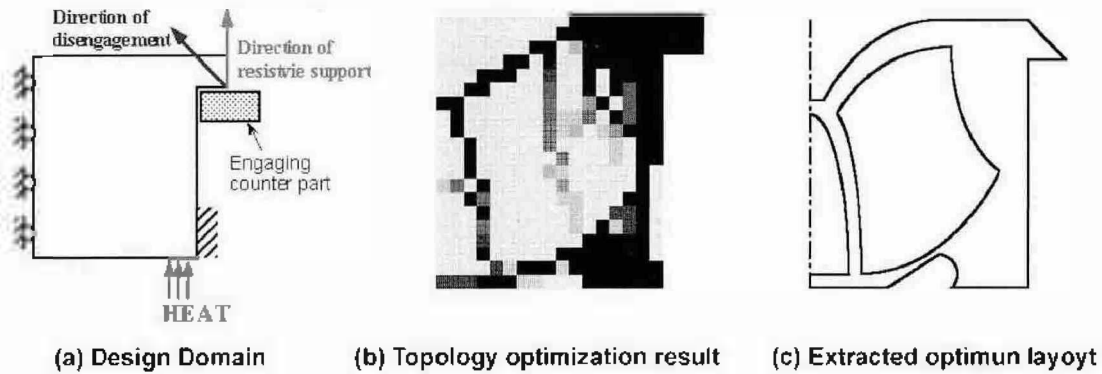 Direction of
disengagement
Direction of
resistvie support
Engaging
counter part
HEAT
(a) Design Domain
(b) Topology optimization result
(c) Extracted optimun layoyt